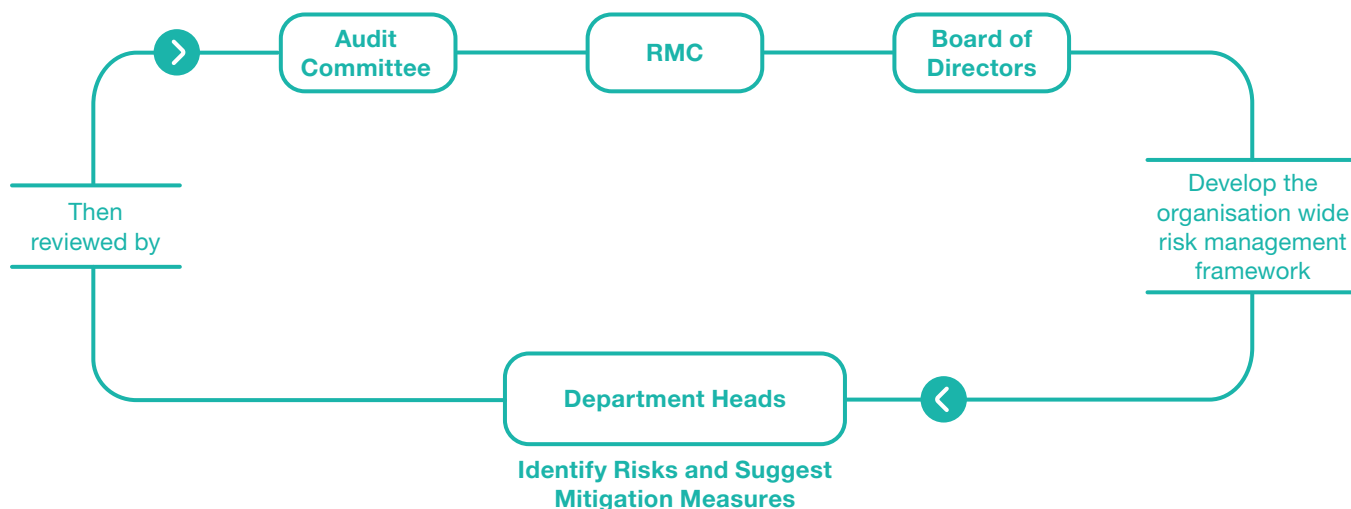 Audit
Committee
RMC
Board of
Directors
Develop the
organisation wide
risk management
framework
Then
reviewed by
Department Heads
Identify Risks and Suggest
Mitigation Measures